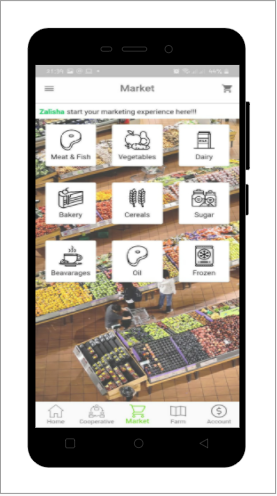 Market
Zalisha start your marketing experience here!!!
Meat & Fish
Vegetables
Dairy
Bakery
Cereals
Sugar
Beavarages
Oil
Frozen
Home
Cooperative
Market
Farm
Account